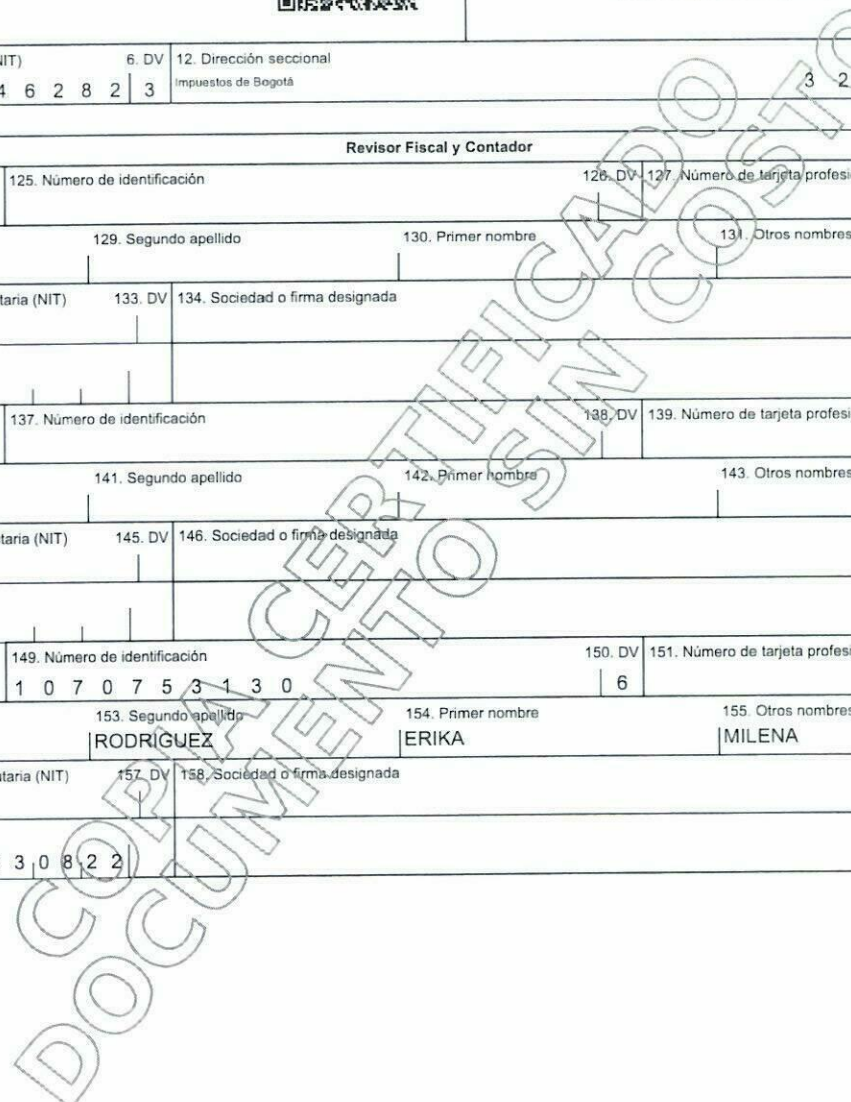 NIT) 6. DV 12. Dirección seccional
4 6 2 8 2 3 Impuestos de Bogotá 3 2
Revisor Fiscal y Contador
125. Número de identificación 126. DV 127. Número de tarjeta profesi
129. Segundo apellido 130. Primer nombre 131. Otros nombres
taria (NIT) 133. DV 134. Sociedad o firma designada
137. Número de identificación 138. DV 139. Número de tarjeta profesi
141. Segundo apellido 142. Primer nombre 143. Otros nombres
taria (NIT) 145. DV 146. Sociedad o firma designada
149. Número de identificación 150. DV 151. Número de tarjeta profesi
1 0 7 0 7 5 3 1 3 0 6
153. Segundo apellido 154. Primer nombre 155. Otros nombres
RODRIGUEZ ERIKA MILENA
utaria (NIT) 157. DV 158. Sociedad o firma designada
3 0 8 2 2
COPIA CERTIFICADO
DOCUMENTO SIN COSTO